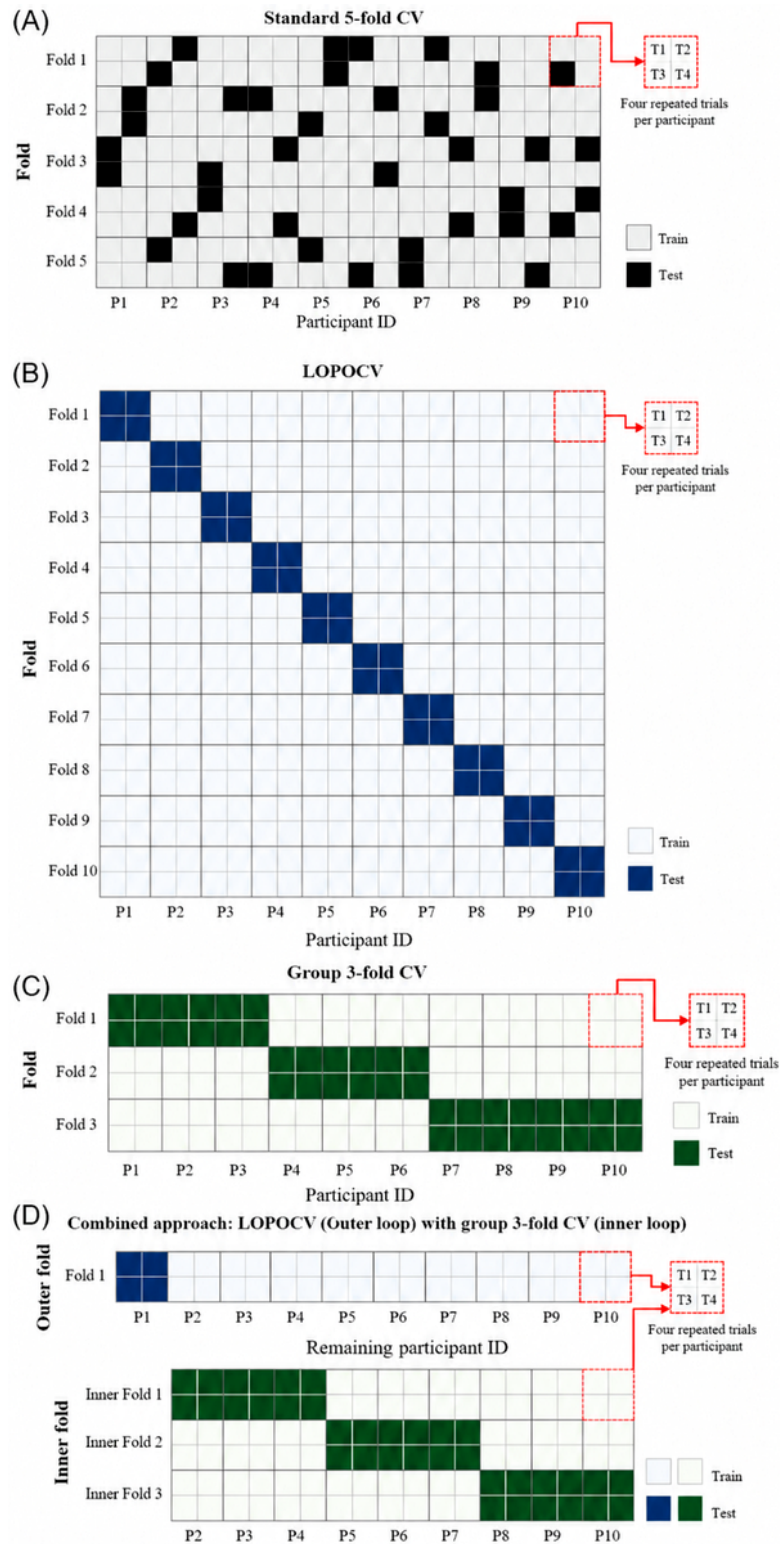 (A)
Standard 5-fold CV
Fold
Fold 1
Fold 2
Fold 3
Fold 4
Fold 5
P1 P2 P3 P4 P5 P6 P7 P8 P9 P10
Participant ID
T1 T2
T3 T4
Four repeated trials
per participant
Train
Test
(B)
LOPOCV
Fold
Fold 1
Fold 2
Fold 3
Fold 4
Fold 5
Fold 6
Fold 7
Fold 8
Fold 9
Fold 10
P1 P2 P3 P4 P5 P6 P7 P8 P9 P10
Participant ID
T1 T2
T3 T4
Four repeated trials
per participant
Train
Test
(C)
Group 3-fold CV
Fold
Fold 1
Fold 2
Fold 3
P1 P2 P3 P4 P5 P6 P7 P8 P9 P10
Participant ID
T1 T2
T3 T4
Four repeated trials
per participant
Train
Test
(D)
Combined approach: LOPOCV (Outer loop) with group 3-fold CV (inner loop)
Outer fold
Fold 1
P1 P2 P3 P4 P5 P6 P7 P8 P9 P10
Remaining participant ID
T1 T2
T3 T4
Four repeated trials
per participant
Inner fold
Inner Fold 1
Inner Fold 2
Inner Fold 3
P2 P3 P4 P5 P6 P7 P8 P9 P10
Train
Test